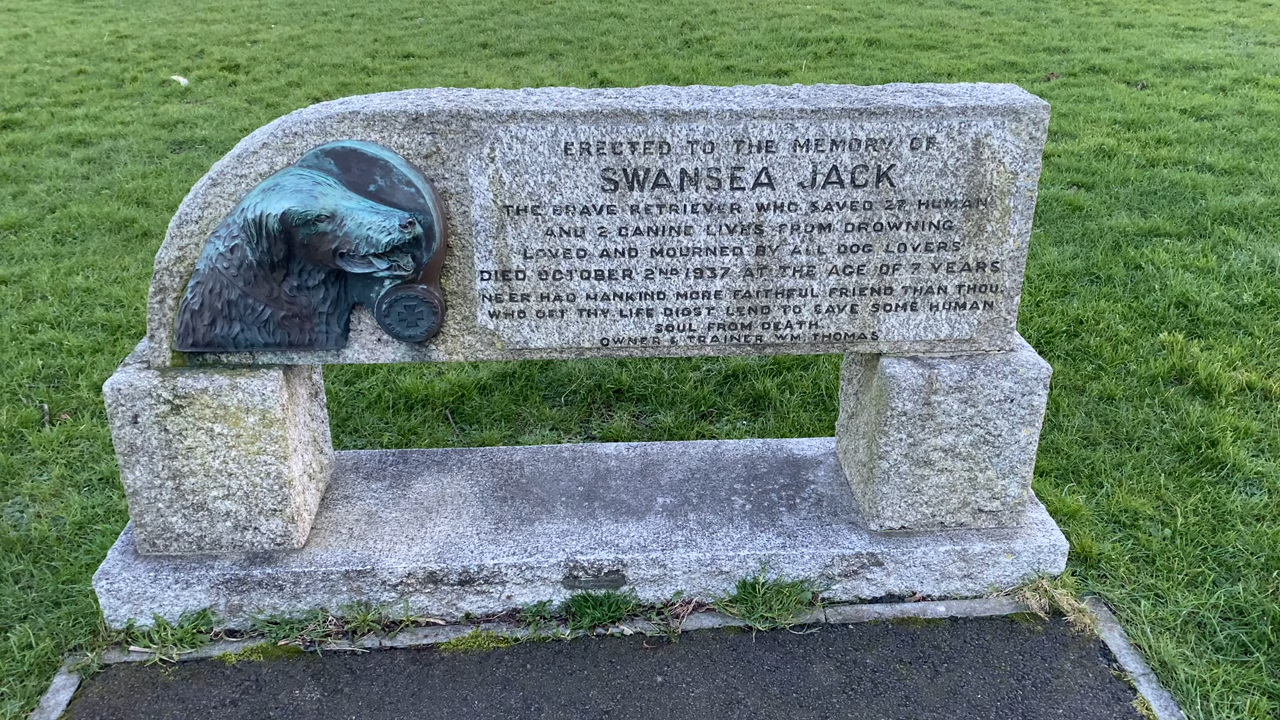 ERECTED TO THE MEMORY OF
SWANSEA JACK
THE BRAVE RETRIEVER WHO SAVED 27 HUMAN
AND 2 CANINE LIVES FROM DROWNING
LOVED AND MOURNED BY ALL DOG LOVERS
DIED OCTOBER 2ND 1937 AT THE AGE OF 7 YEARS
NE'ER HAD MANKIND MORE FAITHFUL FRIEND THAN THOU,
WHO OFT THY LIFE DIDST LEND TO SAVE SOME HUMAN
SOUL FROM DEATH.
OWNER & TRAINER WM. THOMAS